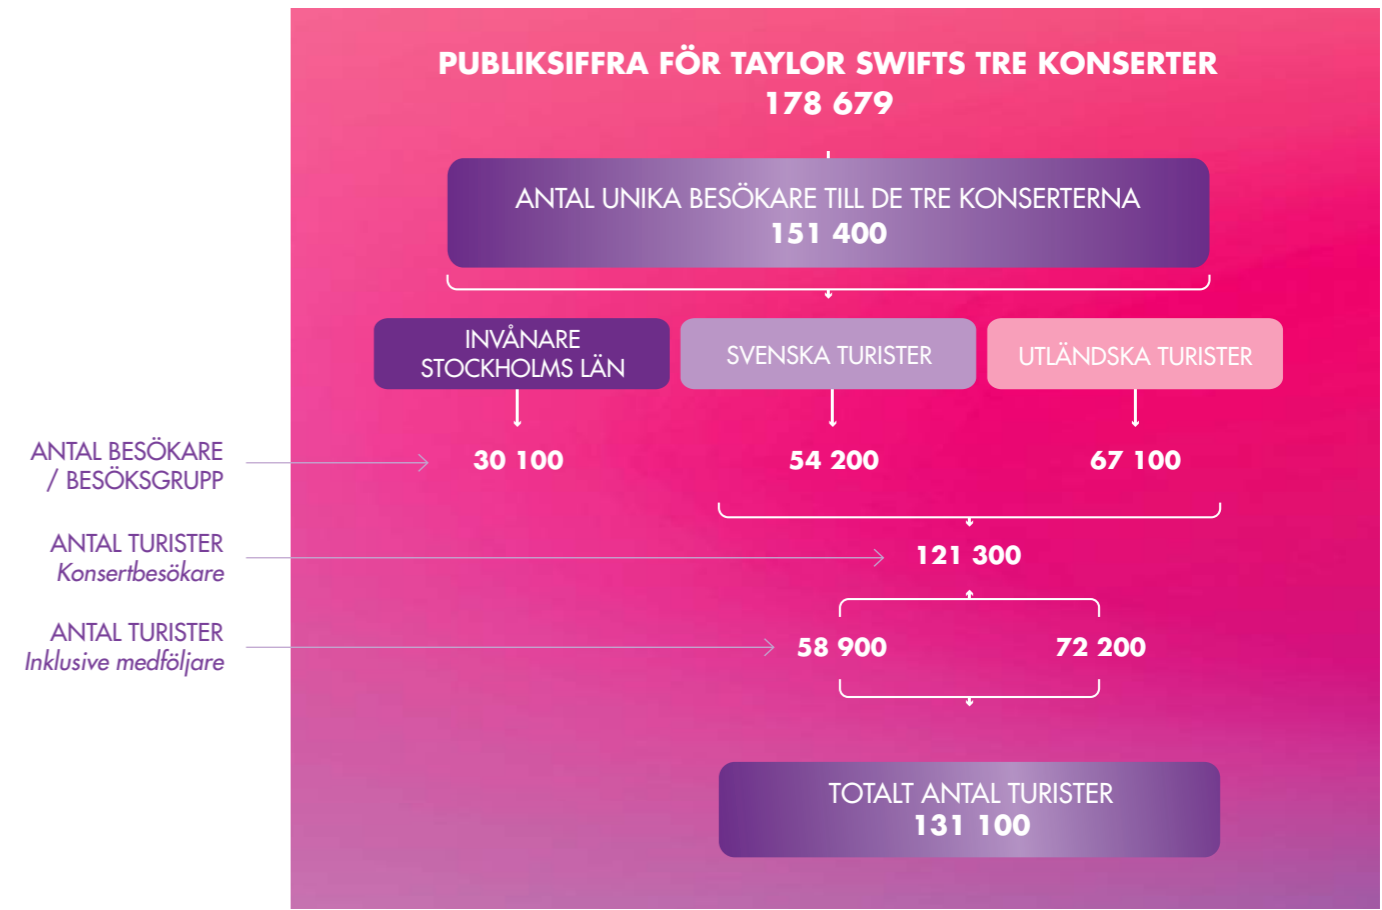 PUBLIKSIFFRA FÖR TAYLOR SWIFTS TRE KONSERTER
178 679
ANTAL UNIKA BESÖKARE TILL DE TRE KONSERTERNA
151 400
INVÅNARE
STOCKHOLMS LÄN
SVENSKA TURISTER
UTLÄNDSKA TURISTER
ANTAL BESÖKARE
/ BESÖKSGRUPP
30 100
54 200
67 100
ANTAL TURISTER
Konsertbesökare
121 300
ANTAL TURISTER
Inklusive medföljare
58 900
72 200
TOTALT ANTAL TURISTER
131 100